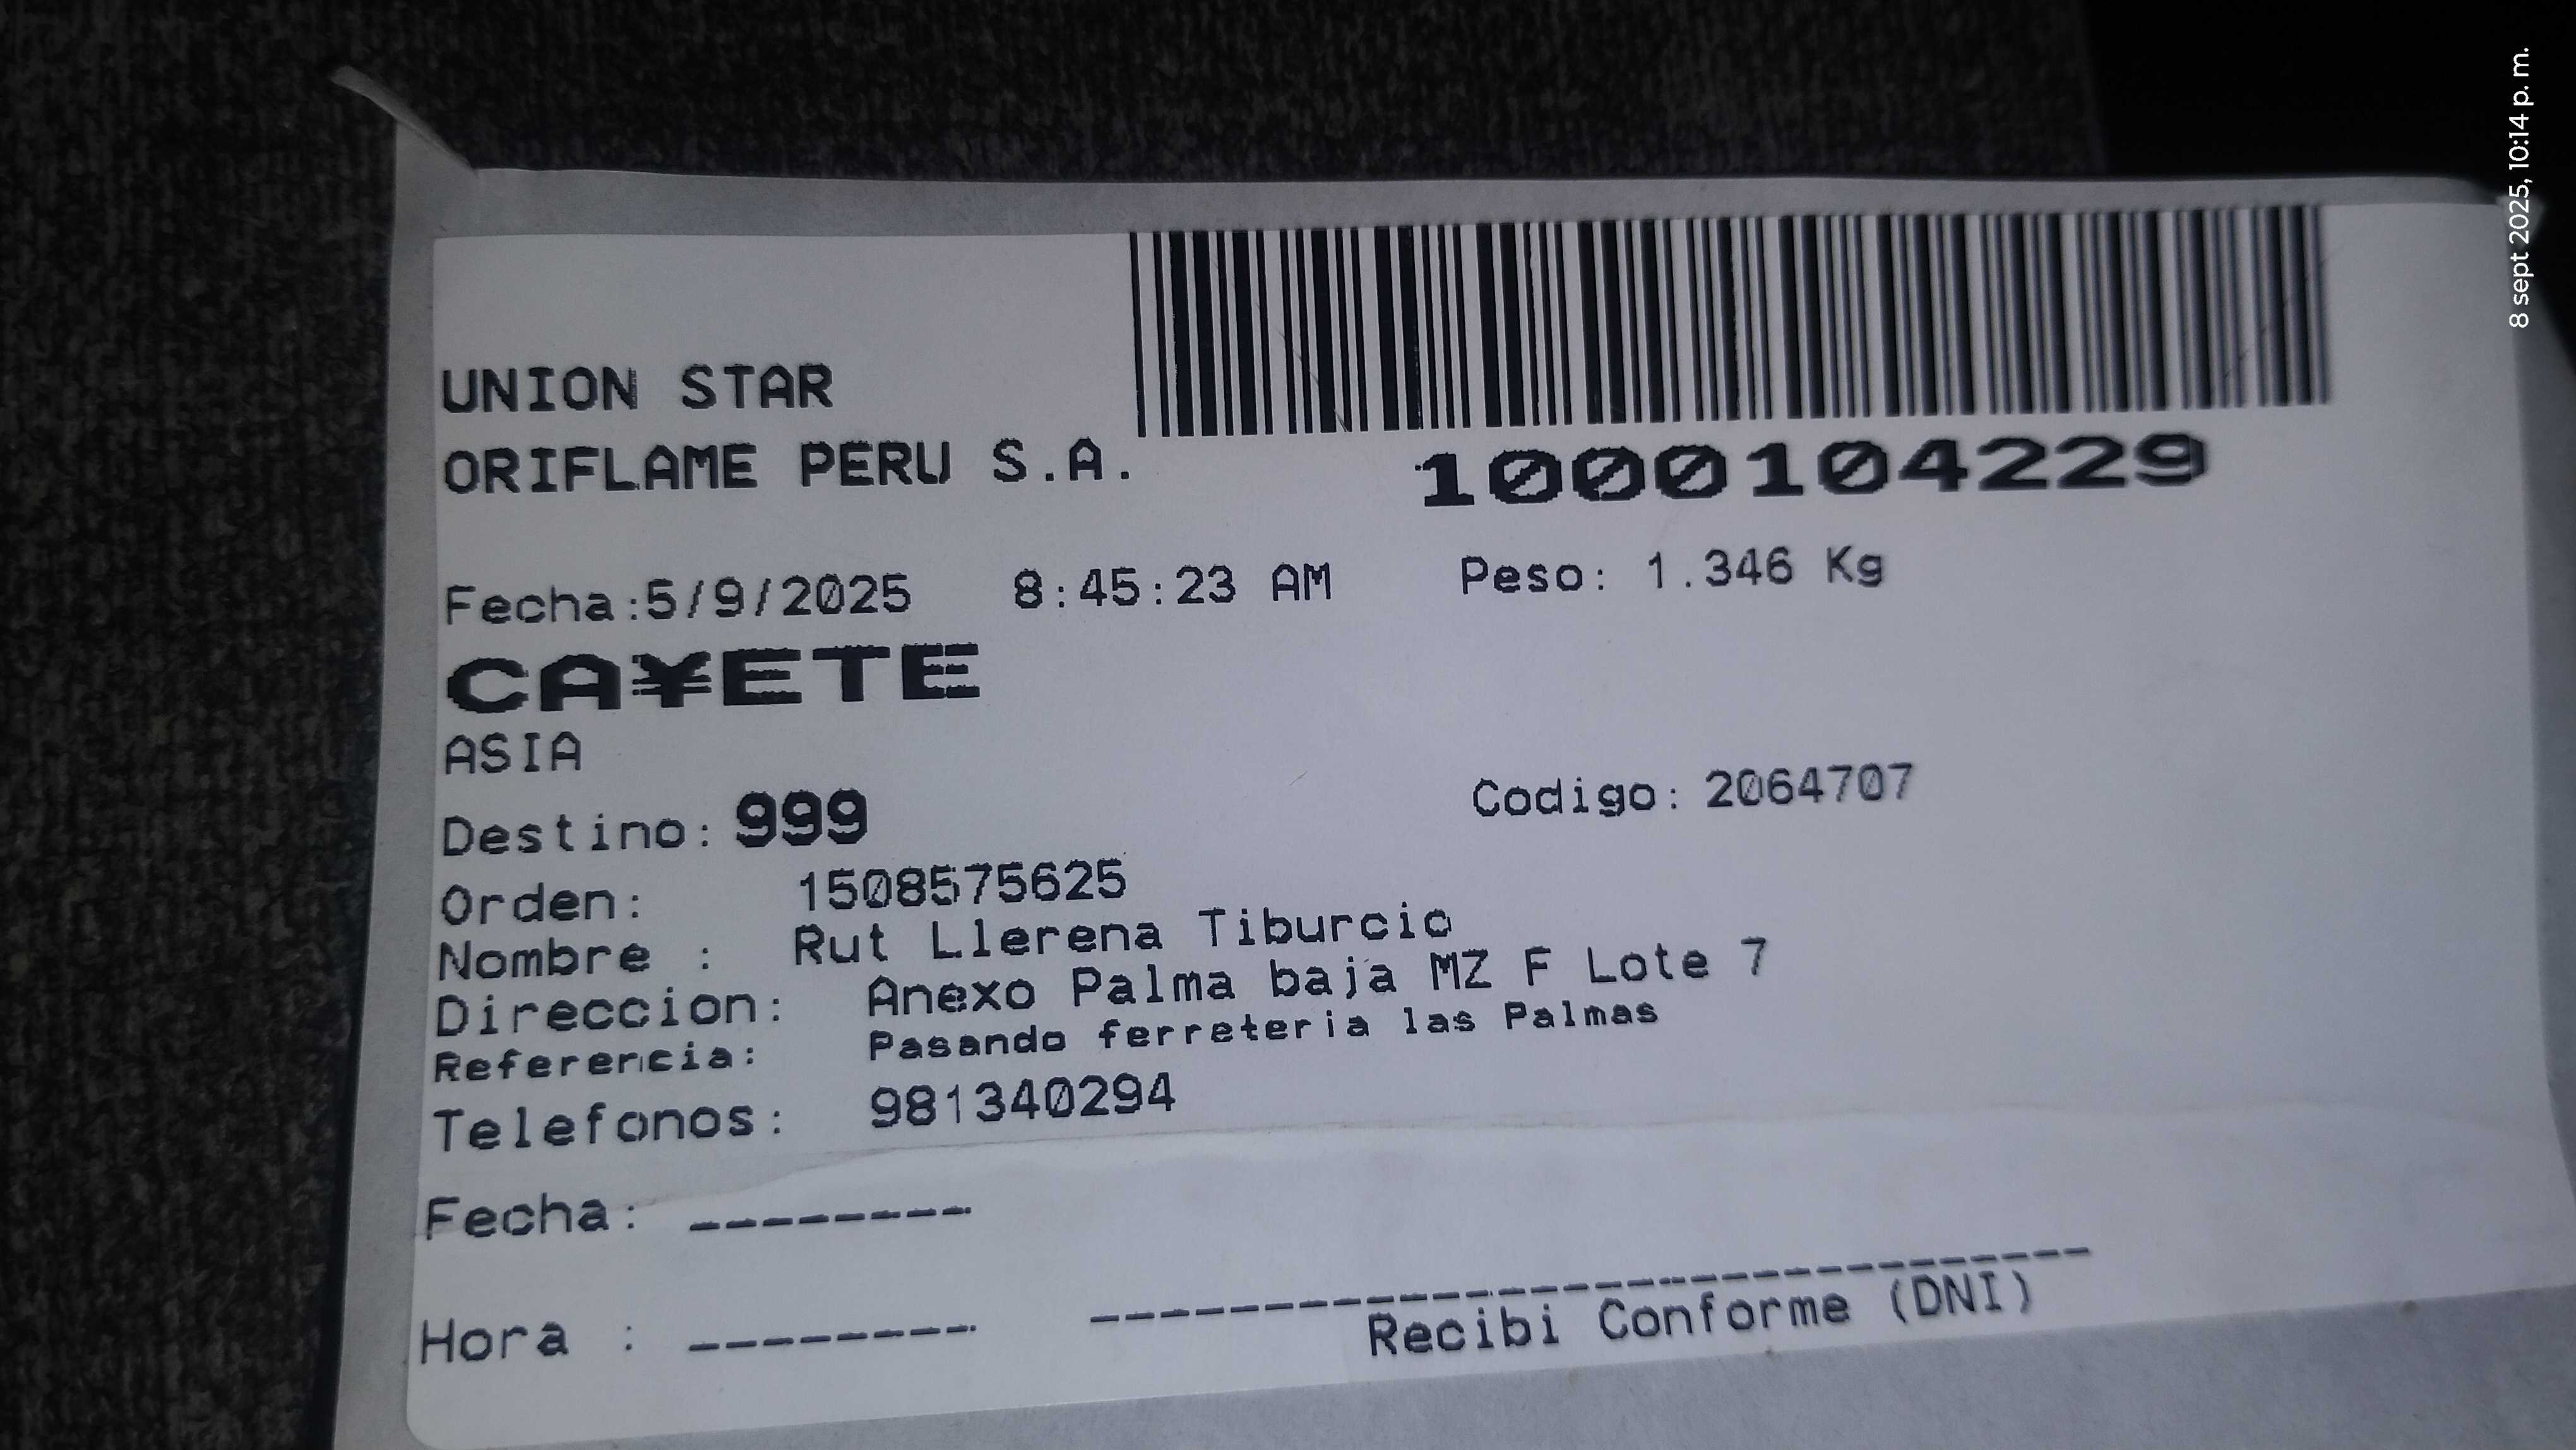 UNION STAR
ORIFLAME PERU S.A.
1000104229
Fecha:5/9/2025 8:45:23 AM Peso: 1.346 Kg
CA¥ETE
ASIA
Destino: 999 Codigo: 2064707
Orden: 1508575625
Nombre : Rut Llerena Tiburcio
Direccion: Anexo Palma baja MZ F Lote 7
Referencia: Pasando ferreteria las Palmas
Telefonos: 981340294
Fecha: --------
Hora : --------
Recibi Conforme (DNI)
8 sept 2025, 10:14 p. m.